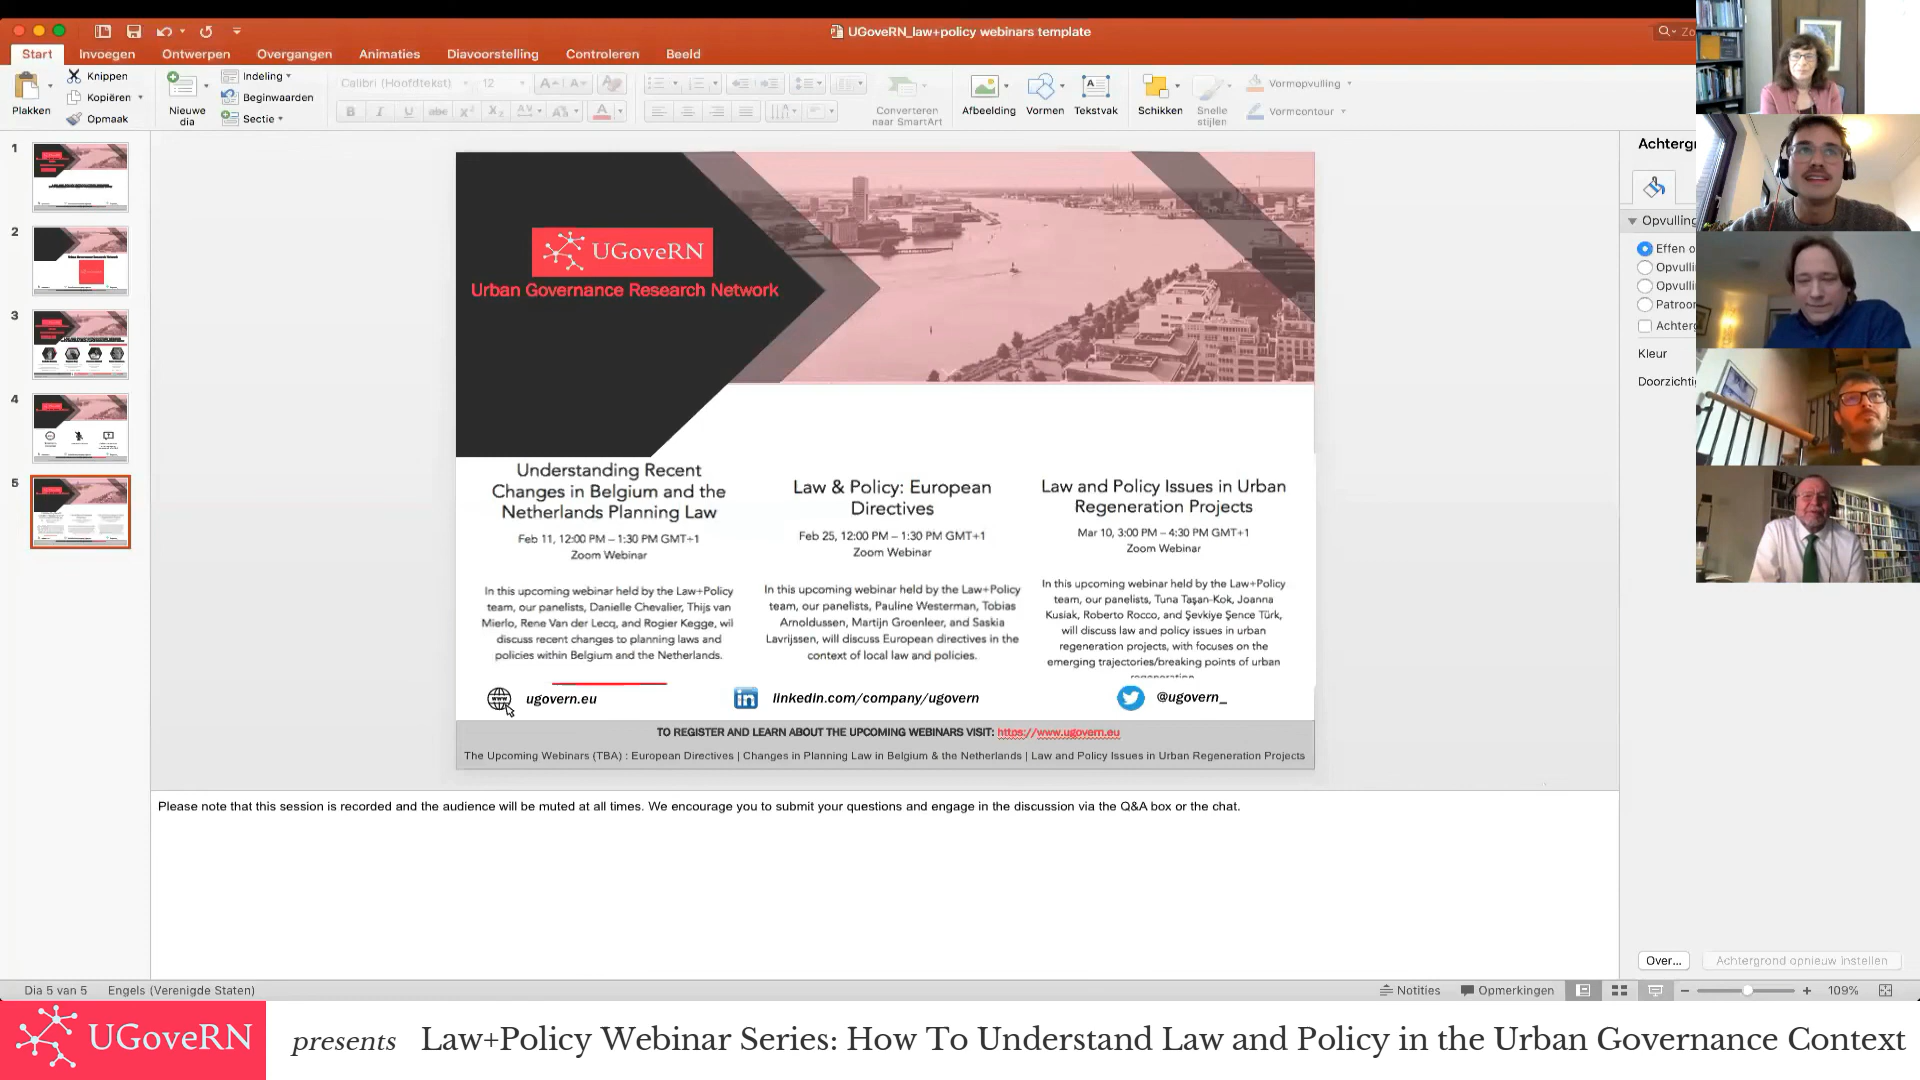 UGoveRN_law+policy webinars template
Start Invoegen Ontwerpen Overgangen Animaties Diavoorstelling Controleren Beeld
Plakken
Knippen
Kopiëren
Opmaak
Nieuwe
dia
Indeling
Beginwaarden
Sectie
Calibri (Hoofdtekst) 12
Converteren
naar SmartArt
Afbeelding
Vormen
Tekstvak
Schikken
Snelle
stijlen
Vormopvulling
Vormcontour
1
2
3
4
5
UGoveRN
Urban Governance Research Network
Understanding Recent
Changes in Belgium and the
Netherlands Planning Law
Feb 11, 12:00 PM – 1:30 PM GMT+1
Zoom Webinar
In this upcoming webinar held by the Law+Policy
team, our panelists, Danielle Chevalier, Thijs van
Mierlo, Rene Van der Lecq, and Rogier Kegge, wil
discuss recent changes to planning laws and
policies within Belgium and the Netherlands.
Law & Policy: European
Directives
Feb 25, 12:00 PM – 1:30 PM GMT+1
Zoom Webinar
In this upcoming webinar held by the Law+Policy
team, our panelists, Pauline Westerman, Tobias
Arnoldussen, Martijn Groenleer, and Saskia
Lavrijssen, will discuss European directives in the
context of local law and policies.
Law and Policy Issues in Urban
Regeneration Projects
Mar 10, 3:00 PM – 4:30 PM GMT+1
Zoom Webinar
In this upcoming webinar held by the Law+Policy
team, our panelists, Tuna Taşan-Kok, Joanna
Kusiak, Roberto Rocco, and Şevkiye Şence Türk,
will discuss law and policy issues in urban
regeneration projects, with focuses on the
emerging trajectories/breaking points of urban
www ugovern.eu
in linkedin.com/company/ugovern
@ugovern_
TO REGISTER AND LEARN ABOUT THE UPCOMING WEBINARS VISIT: https://www.ugovern.eu
The Upcoming Webinars (TBA) : European Directives | Changes in Planning Law in Belgium & the Netherlands | Law and Policy Issues in Urban Regeneration Projects
Please note that this session is recorded and the audience will be muted at all times. We encourage you to submit your questions and engage in the discussion via the Q&A box or the chat.
Opvulling
Effen
Kleur
Over...
Achtergrond opnieuw instellen
Dia 5 van 5 Engels (Verenigde Staten)
Notities Opmerkingen 109%
UGoveRN presents Law+Policy Webinar Series: How To Understand Law and Policy in the Urban Governance Context